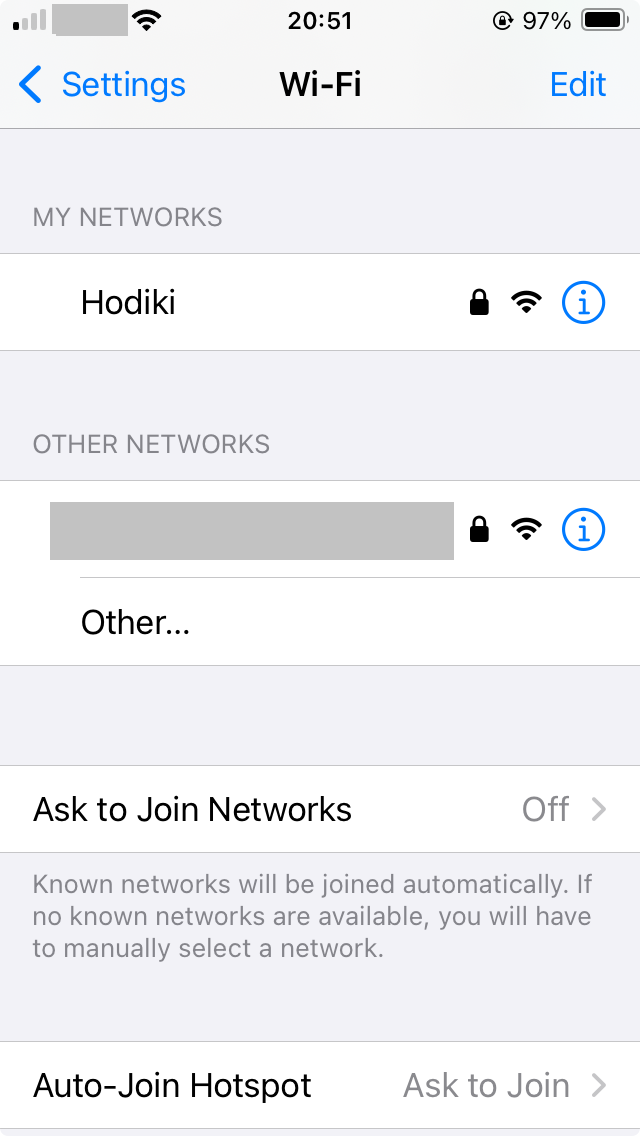 20:51
97%
Settings
Wi-Fi
Edit
MY NETWORKS
Hodiki
OTHER NETWORKS
Other...
Ask to Join Networks
Off
Known networks will be joined automatically. If
no known networks are available, you will have
to manually select a network.
Auto-Join Hotspot
Ask to Join